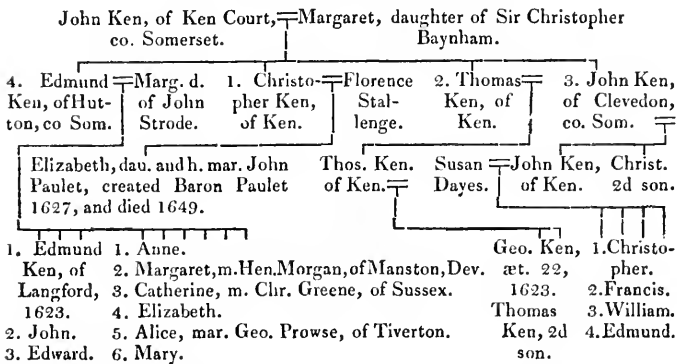 John Ken, of Ken Court, Margaret, daughter of Sir Christopher
co. Somerset. Baynham.
4. Edmund Marg. d. 1. Christo- Florence 2. Thomas 3. John Ken,
Ken, of Hut- of John pher Ken, Stal- Ken, of of Clevedon,
ton, co Som. Strode. of Ken. lenge. Ken. co. Som.
Elizabeth, dau. and h. mar. John Thos. Ken. Susan John Ken, Christ.
Paulet, created Baron Paulet of Ken. Dayes. of Ken. 2d son.
1627, and died 1649.
1. Edmund 1. Anne. Geo. Ken, 1. Christo-
Ken, of 2. Margaret, m. Hen. Morgan, of Manston, Dev. æt. 22, pher.
Langford, 3. Catherine, m. Chr. Greene, of Sussex. 1623. 2. Francis.
1623. 4. Elizabeth. Thomas 3. William.
2. John. 5. Alice, mar. Geo. Prowse, of Tiverton. Ken, 2d 4. Edmund.
3. Edward. 6. Mary. son.